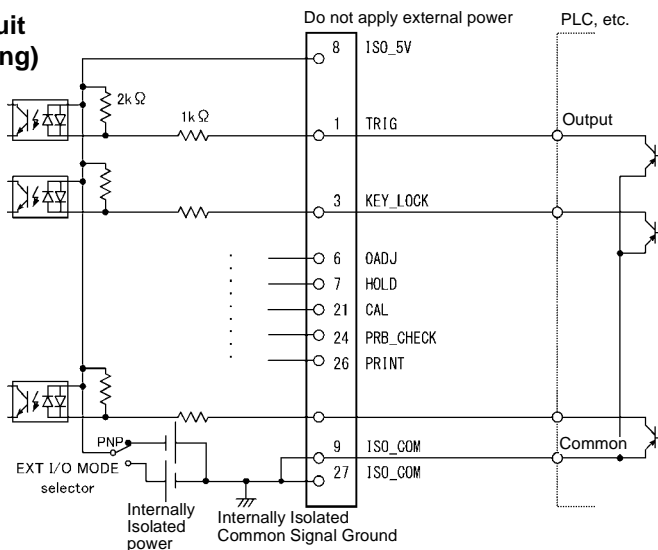 uit
ng)
Do not apply external power
PLC, etc.
8 ISO_5V
2kΩ
1kΩ
1 TRIG
Output
3 KEY_LOCK
6 0ADJ
7 HOLD
21 CAL
24 PRB_CHECK
26 PRINT
PNP
9 ISO_COM
Common
EXT I/O MODE
selector
27 ISO_COM
Internally
Isolated
power
Internally Isolated
Common Signal Ground